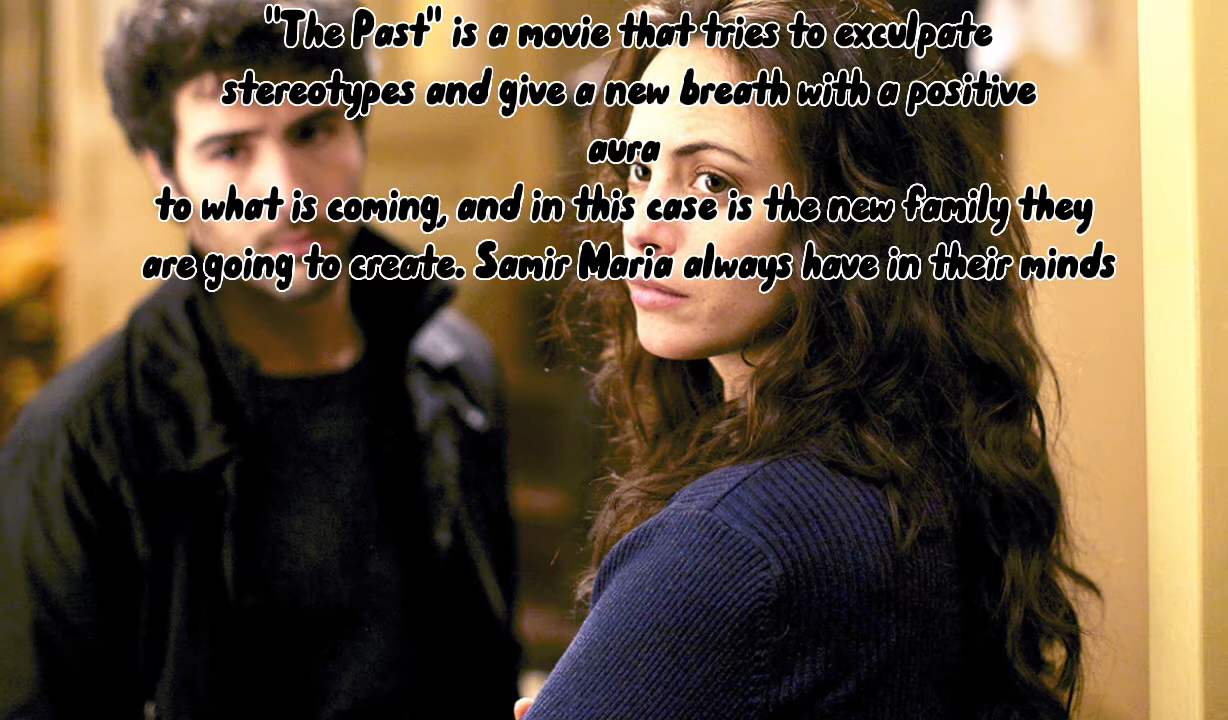 "The Past" is a movie that tries to exculpate
stereotypes and give a new breath with a positive
aura
to what is coming, and in this case is the new family they
are going to create. Samir Maria always have in their minds